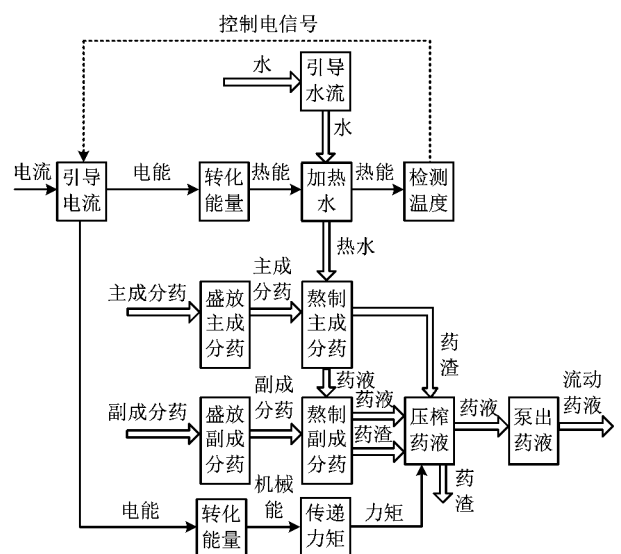 控制电信号
水
引导
水流
水
电流
引导
电流
电能
转化
能量
热能
加热
水
热能
检测
温度
热水
主成分药
盛放
主成分药
主成
分药
熬制
主成分药
药渣
药液
副成分药
盛放
副成分药
副成
分药
熬制
副成分药
药液
药渣
压榨
药液
药液
泵出
药液
流动
药液
药渣
电能
转化
能量
机械
能
传递
力矩
力矩